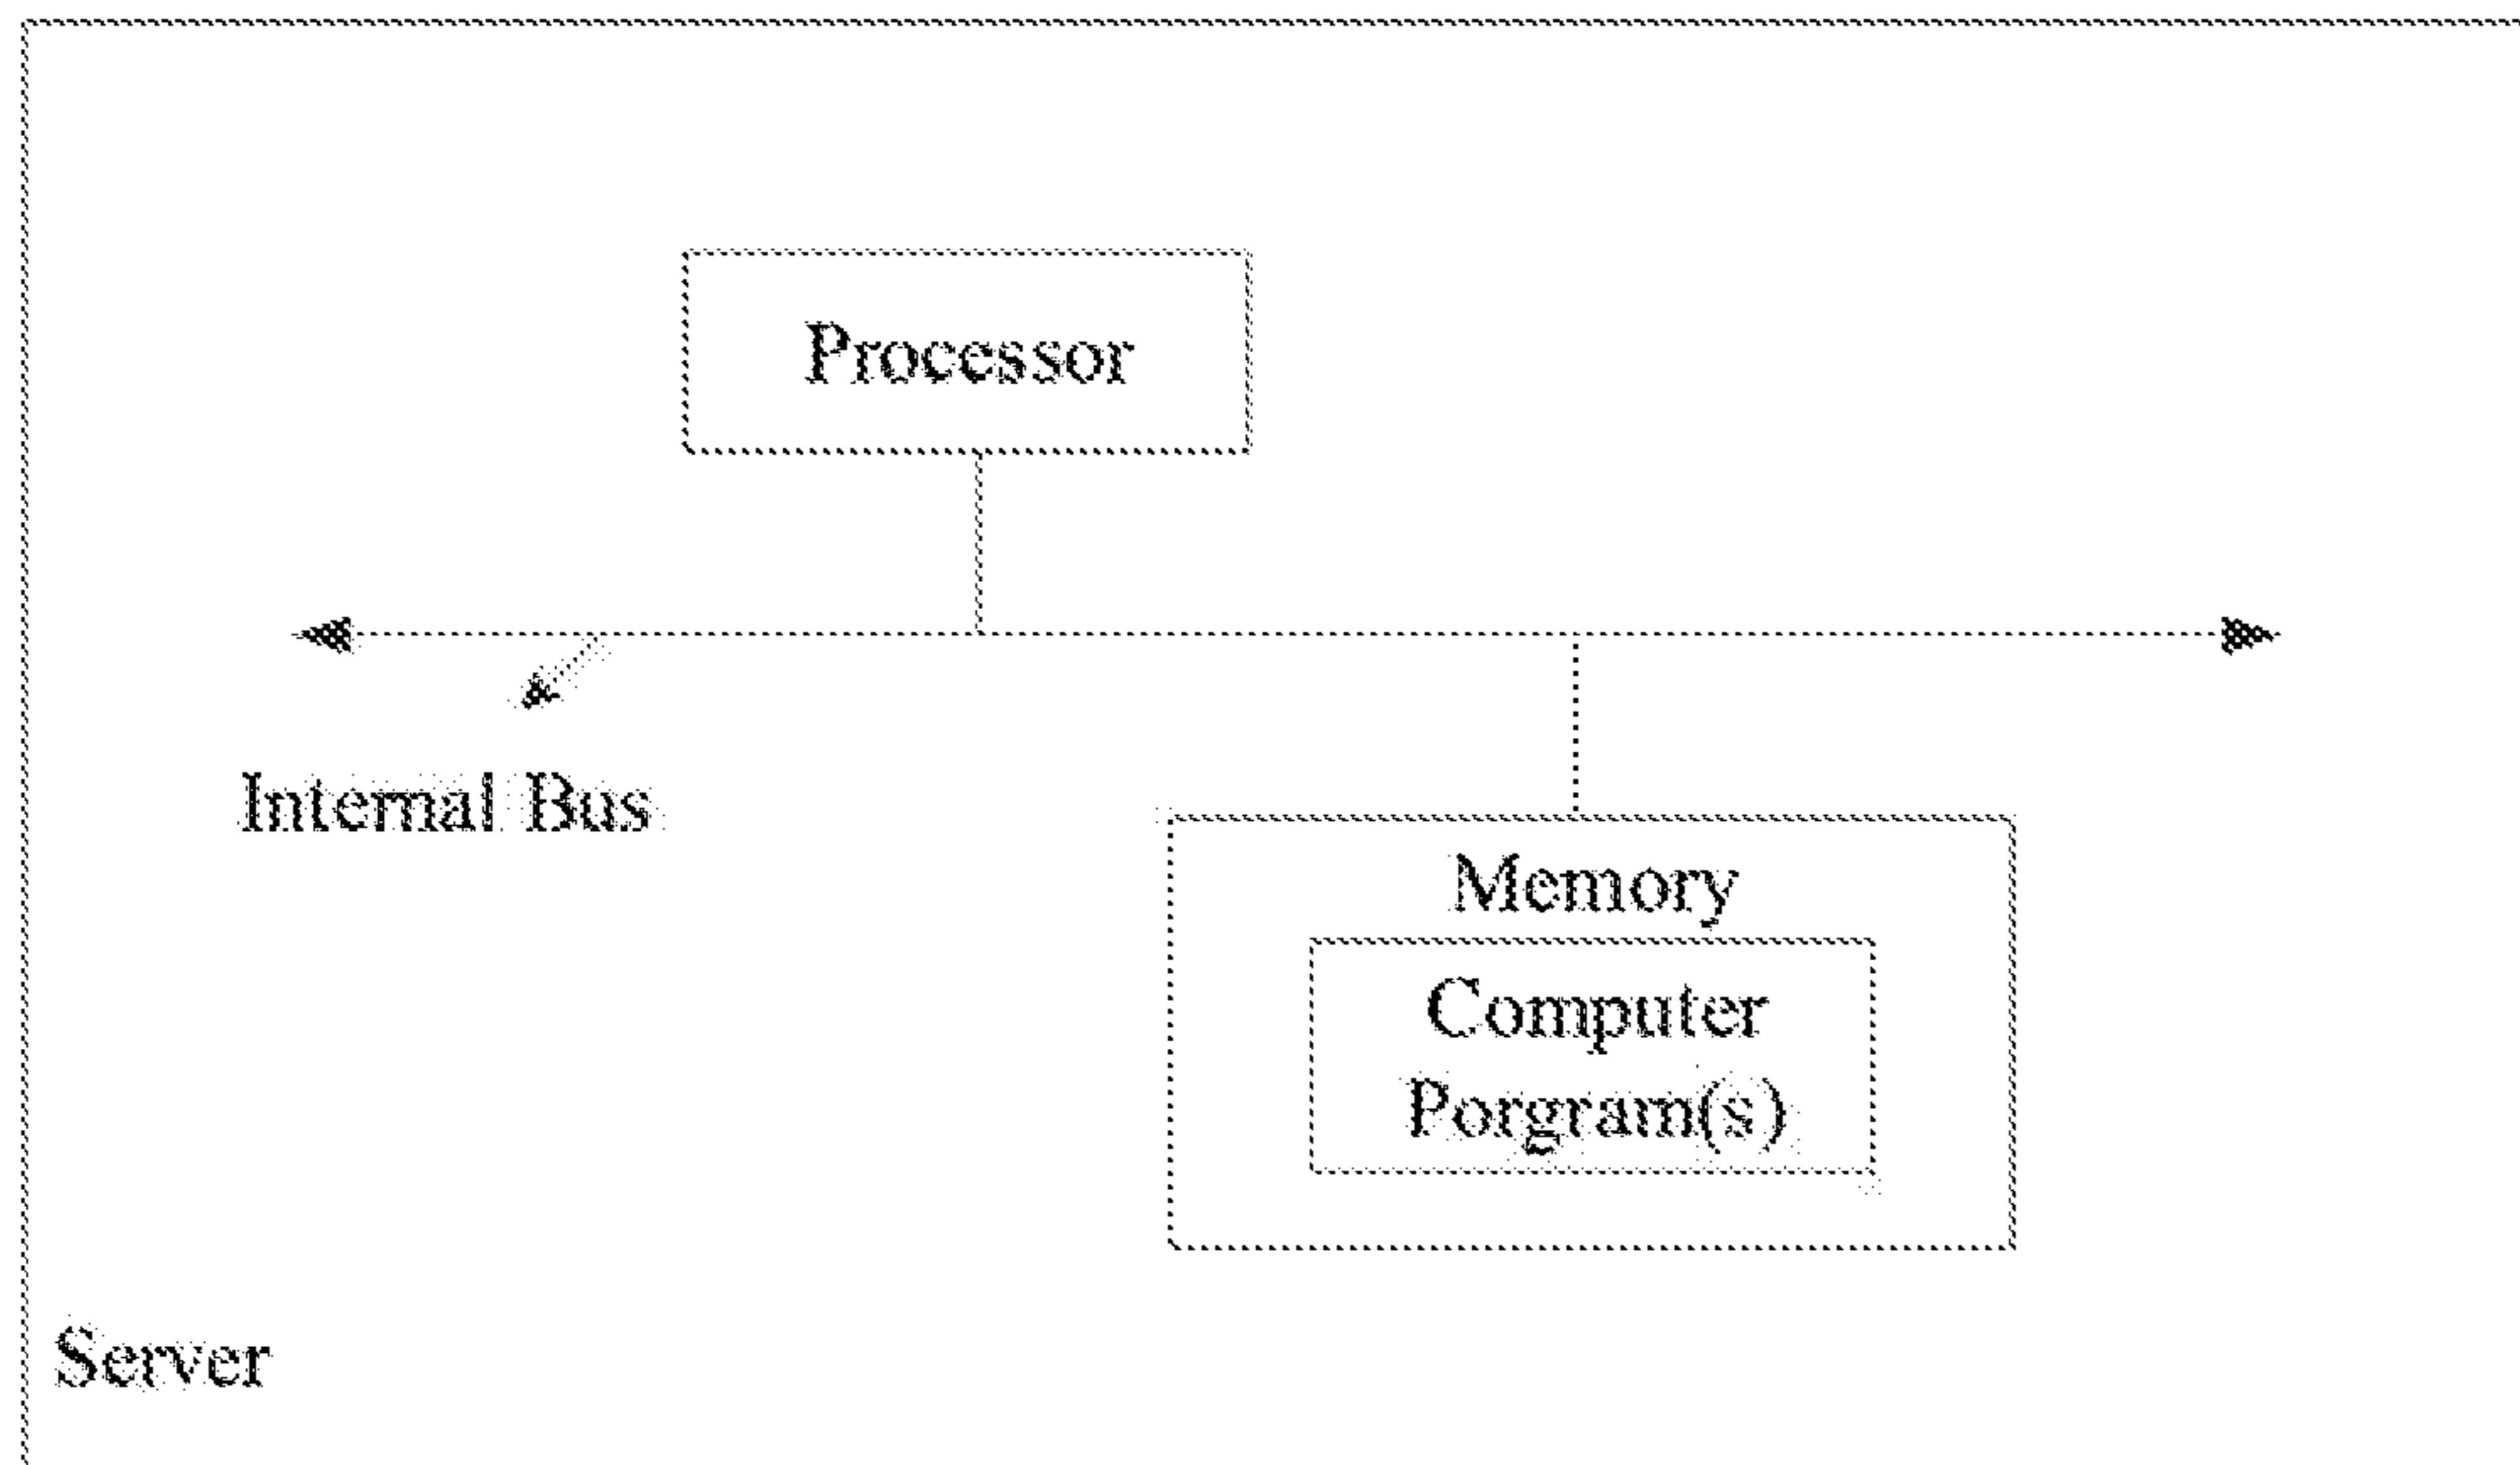 Processor
Internal Bus
Memory
Computer
Porgram(s)
Server